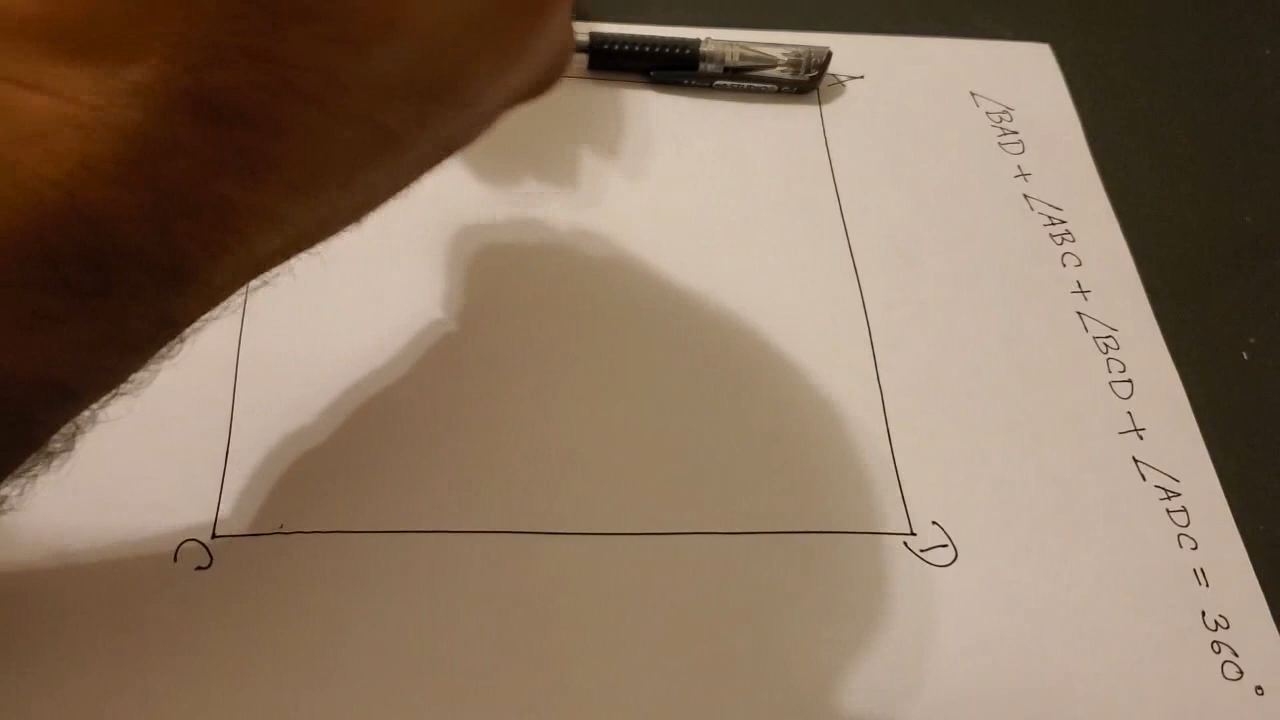 ∠BAD + ∠ABC + ∠BCD + ∠ADC = 360°
A
C
D